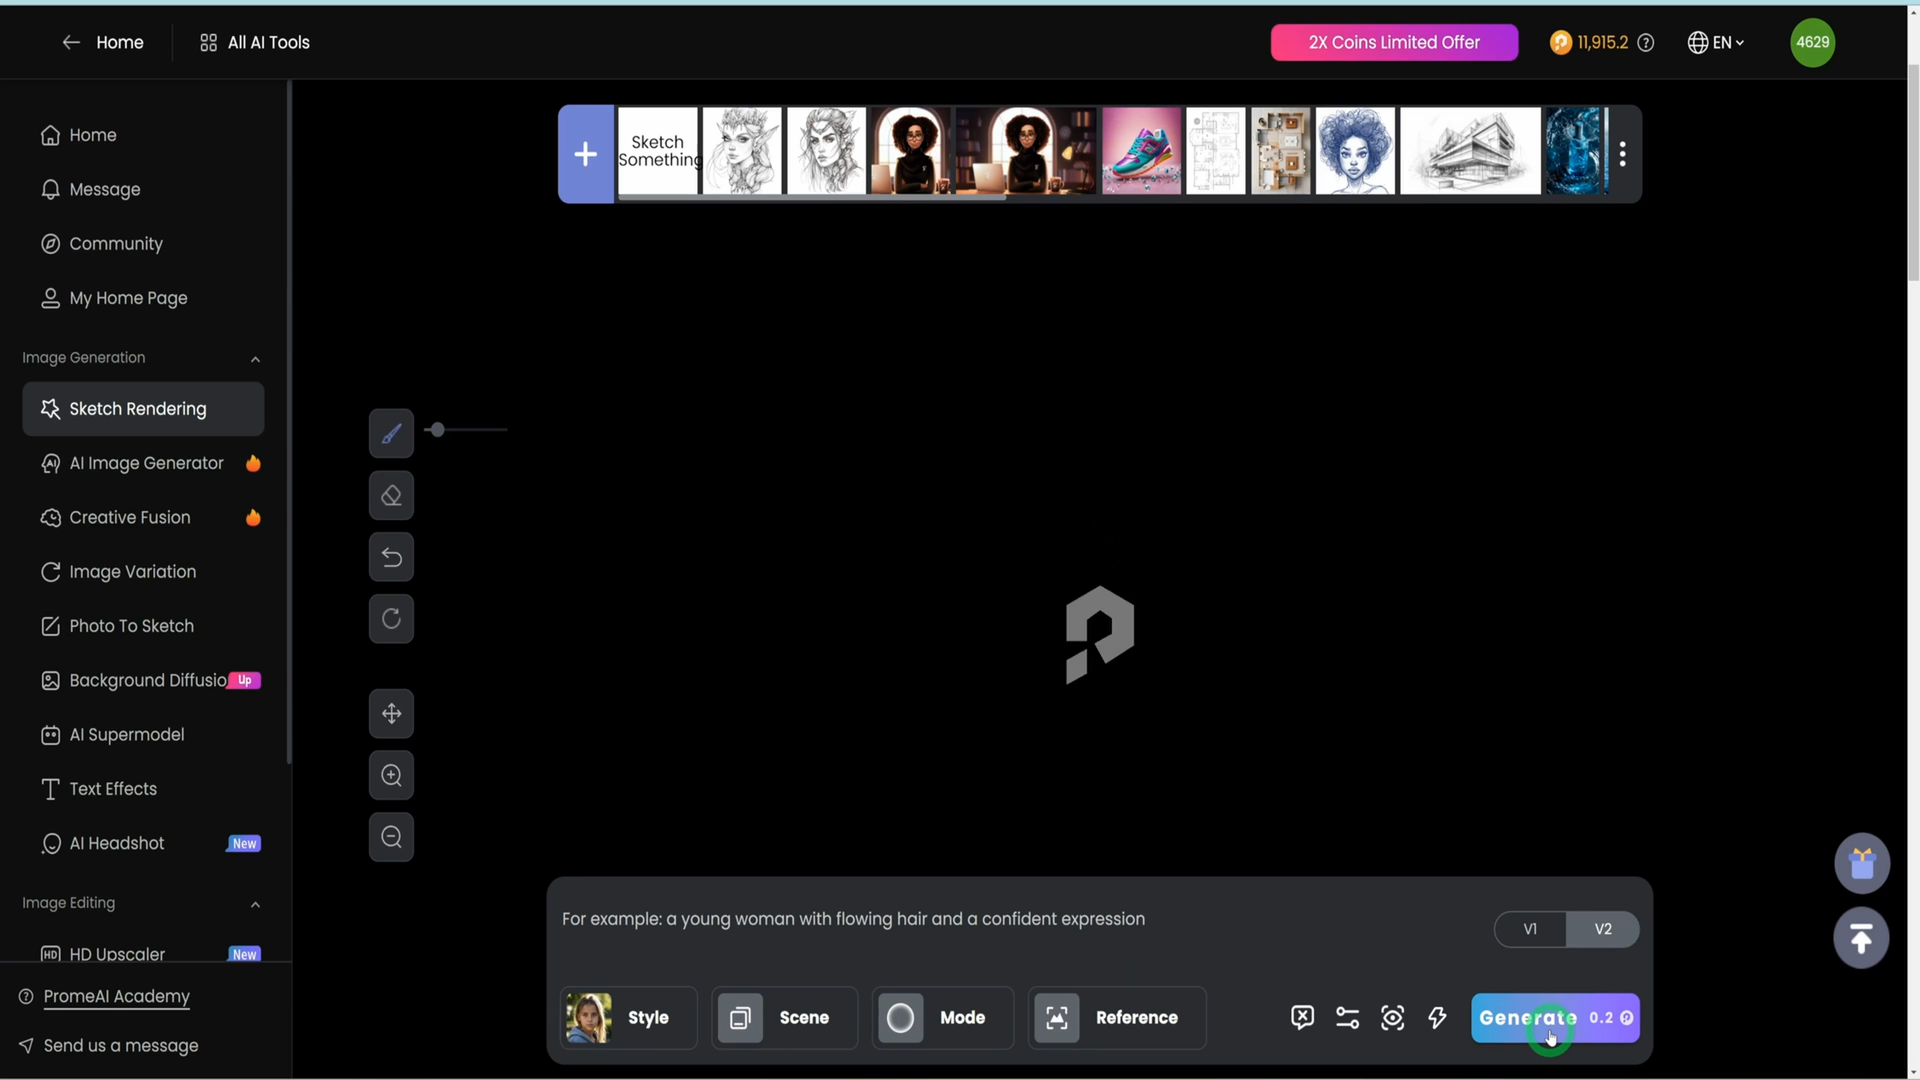 Home
All AI Tools
2X Coins Limited Offer
11,915.2
EN
4629
Home
Message
Community
My Home Page
Image Generation
Sketch Rendering
AI Image Generator
Creative Fusion
Image Variation
Photo To Sketch
Background Diffusio
Up
AI Supermodel
Text Effects
AI Headshot
New
Image Editing
HD
HD Upscaler
New
PromeAI Academy
Send us a message
Sketch
Something
For example: a young woman with flowing hair and a confident expression
V1
V2
Style
Scene
Mode
Reference
Generate 0.2